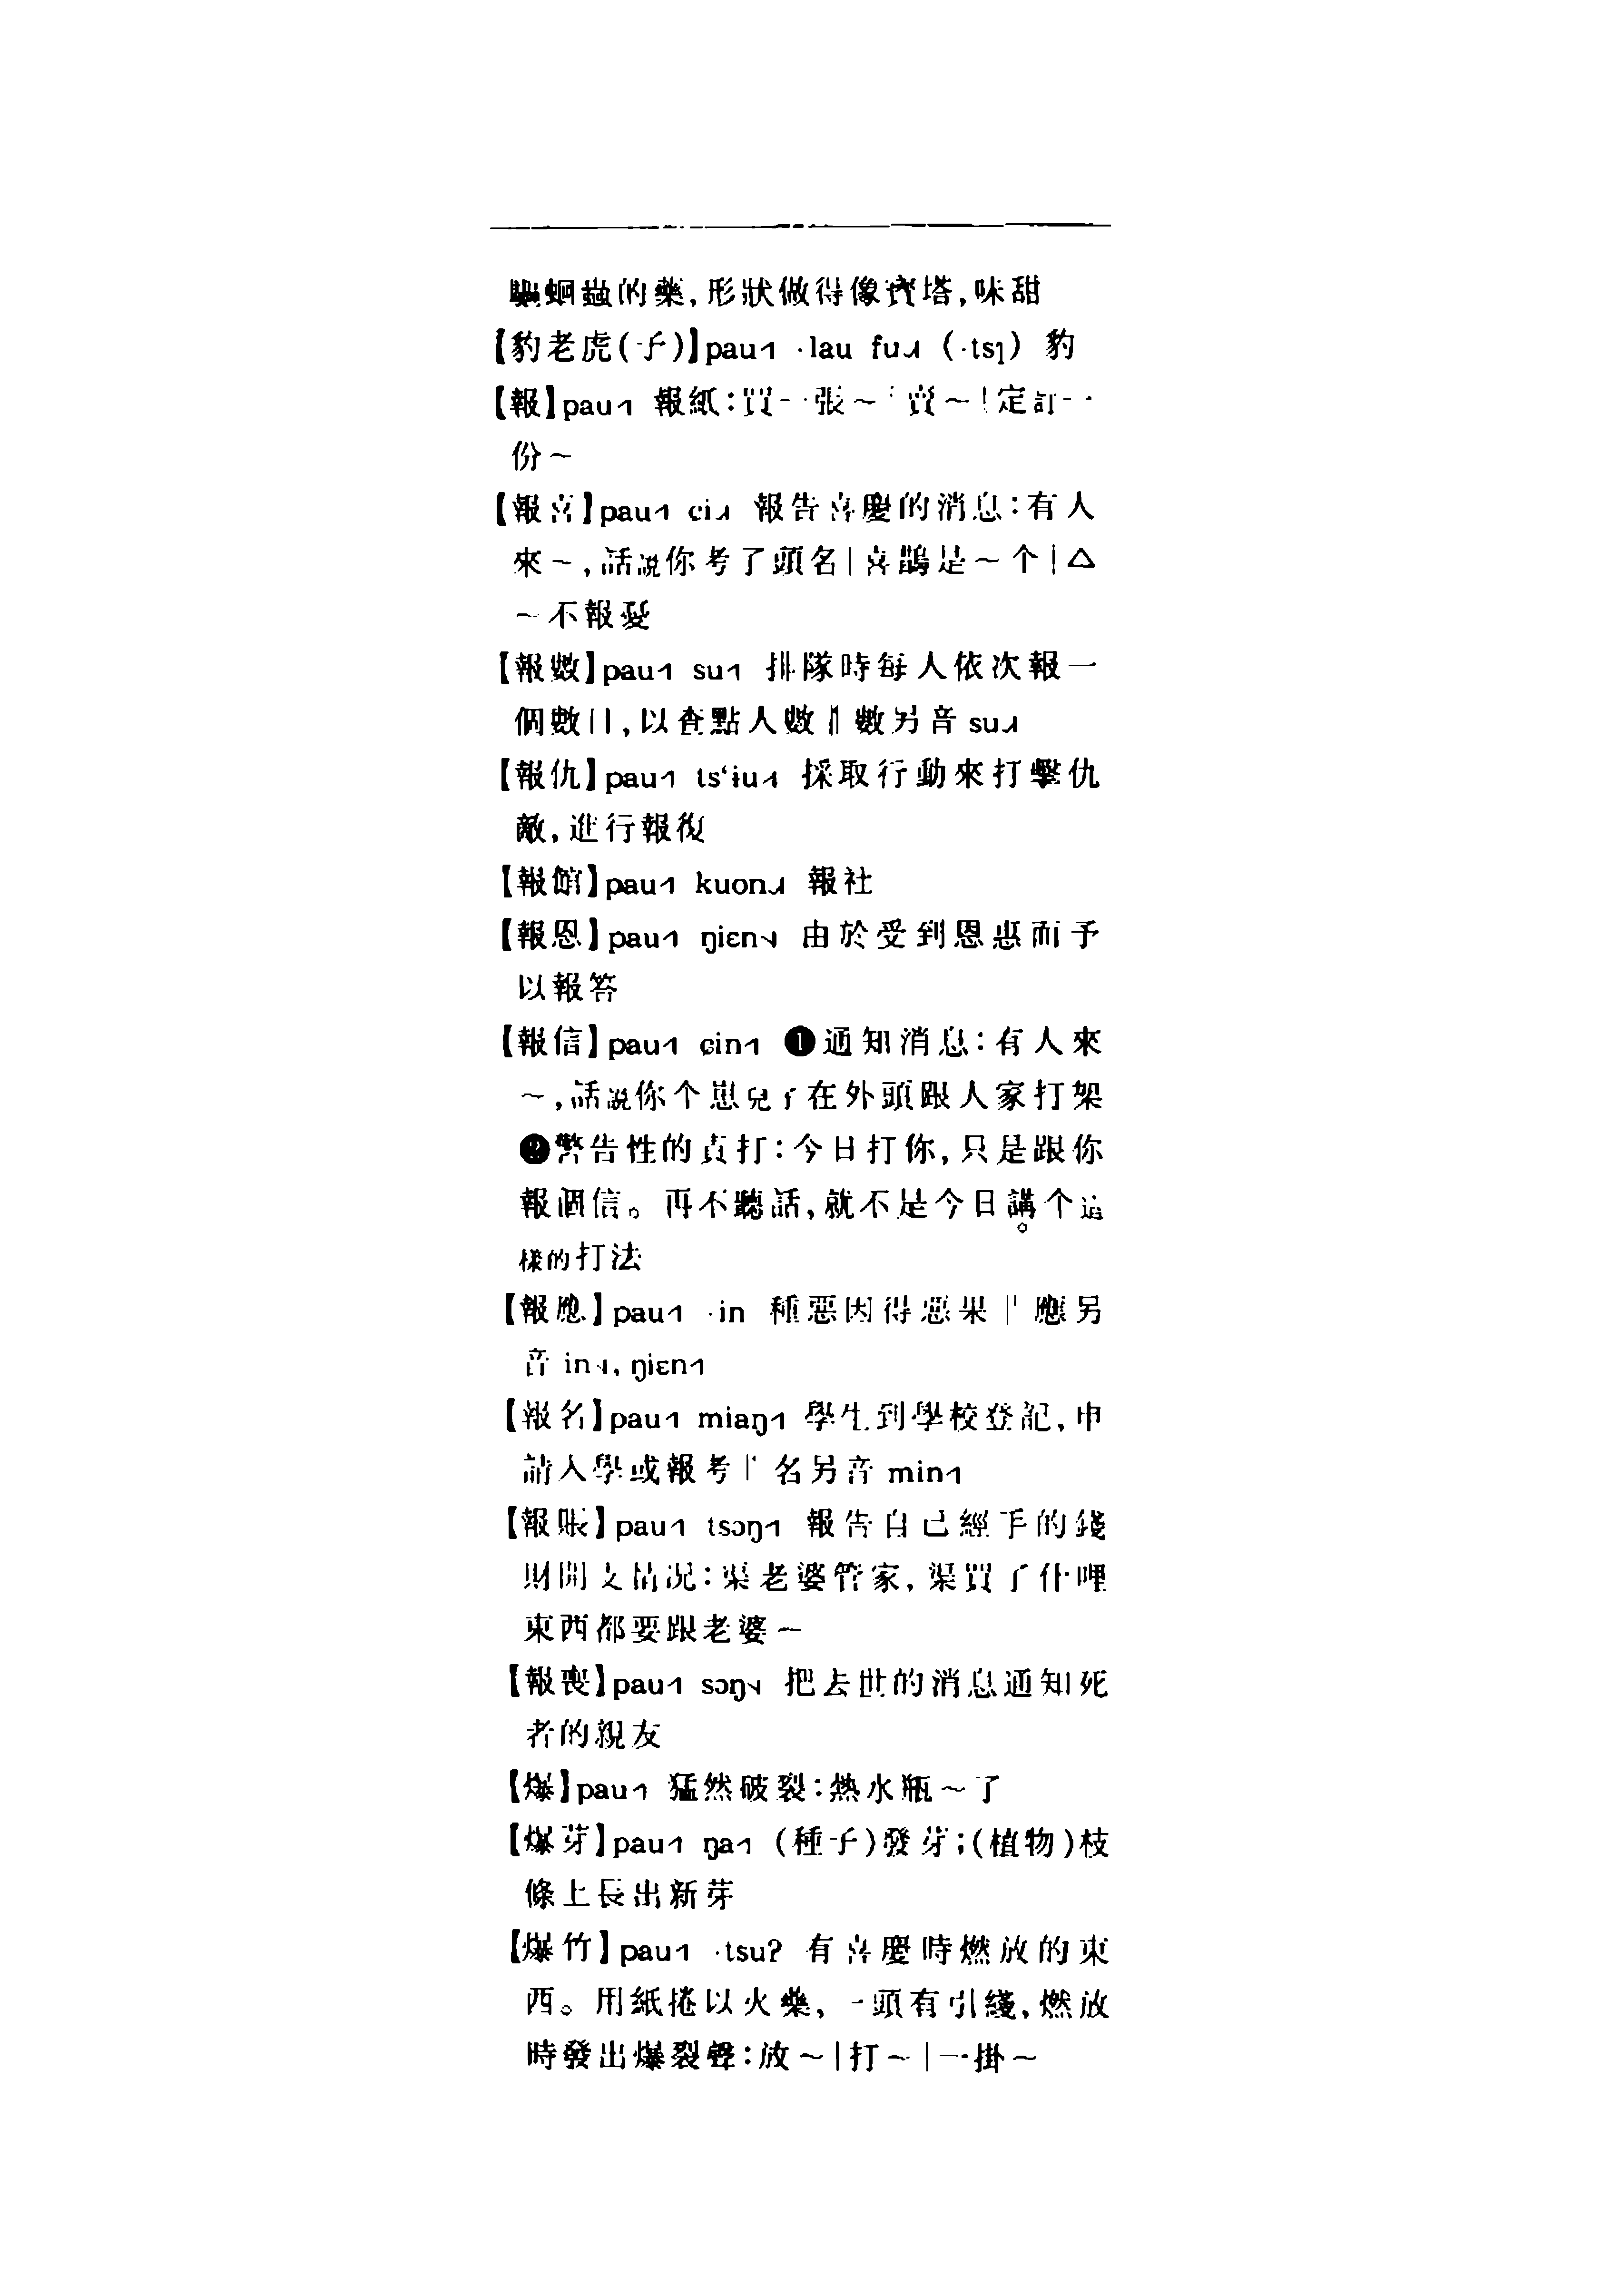 驅蛔蟲的藥,形狀做得像寶塔,味甜
【豹老虎(子)】pau˧˥ ·lau fu˨˩˧ (·tsɿ) 豹
【報】pau 報紙:買一張～|賣～|定訂一
份～
【報喜】pau ɕi 報告喜慶的消息:有人
來～,話說你考了頭名|喜鵲是～个|△
～不報憂
【報數】pau su 排隊時每人依次報一
個數目,以查點人數‖數另音 su
【報仇】pau ts‘iu 採取行動來打擊仇
敵,進行報復
【報館】pau kuon 報社
【報恩】pau ŋiɛn 由於受到恩惠而予
以報答
【報信】pau ɕin ❶通知消息:有人來
～,話說你个崽兒子在外頭跟人家打架
❷警告性的責打:今日打你,只是跟你
報個信。再不聽話,就不是今日講个這
樣的打法
【報應】pau ·in 種惡因得惡果‖應另
音 in, ŋiɛn
【報名】pau miaŋ 學生到學校登記,申
請入學或報考‖名另音 min
【報賬】pau tsɔŋ 報告自己經手的錢
財開支情況:渠老婆管家,渠買了什哩
東西都要跟老婆～
【報喪】pau sɔŋ 把去世的消息通知死
者的親友
【爆】pau 猛然破裂:熱水瓶～了
【爆芽】pau ŋa (種子)發芽;(植物)枝
條上長出新芽
【爆竹】pau ·tsuʔ 有喜慶時燃放的東
西。用紙捲以火藥,一頭有引綫,燃放
時發出爆裂聲:放～|打～|一掛～